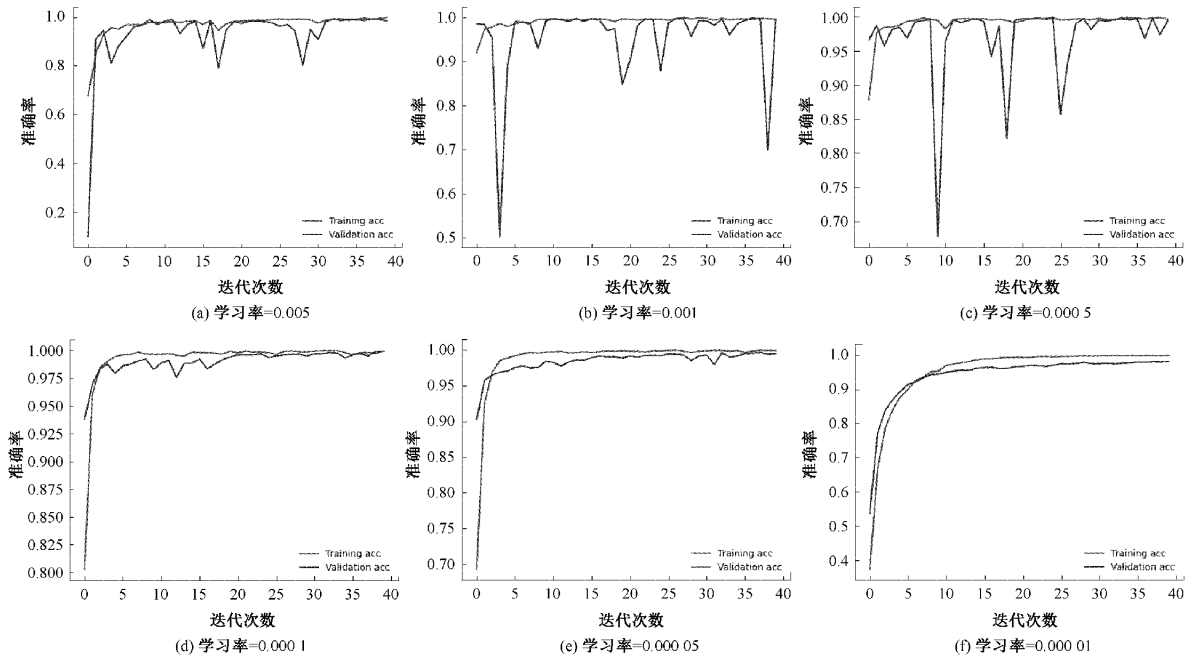 1.0
0.8
0.6
0.4
0.2
准确率
Training acc
Validation acc
0 5 10 15 20 25 30 35 40
迭代次数
(a) 学习率=0.005
1.0
0.9
0.8
0.7
0.6
0.5
准确率
Training acc
Validation acc
0 5 10 15 20 25 30 35 40
迭代次数
(b) 学习率=0.001
1.00
0.95
0.90
0.85
0.80
0.75
0.70
准确率
Training acc
Validation acc
0 5 10 15 20 25 30 35 40
迭代次数
(c) 学习率=0.000 5
1.000
0.975
0.950
0.925
0.900
0.875
0.850
0.825
0.800
准确率
Training acc
Validation acc
0 5 10 15 20 25 30 35 40
迭代次数
(d) 学习率=0.000 1
1.00
0.95
0.90
0.85
0.80
0.75
0.70
准确率
Training acc
Validation acc
0 5 10 15 20 25 30 35 40
迭代次数
(e) 学习率=0.000 05
1.0
0.9
0.8
0.7
0.6
0.5
0.4
准确率
Training acc
Validation acc
0 5 10 15 20 25 30 35 40
迭代次数
(f) 学习率=0.000 01